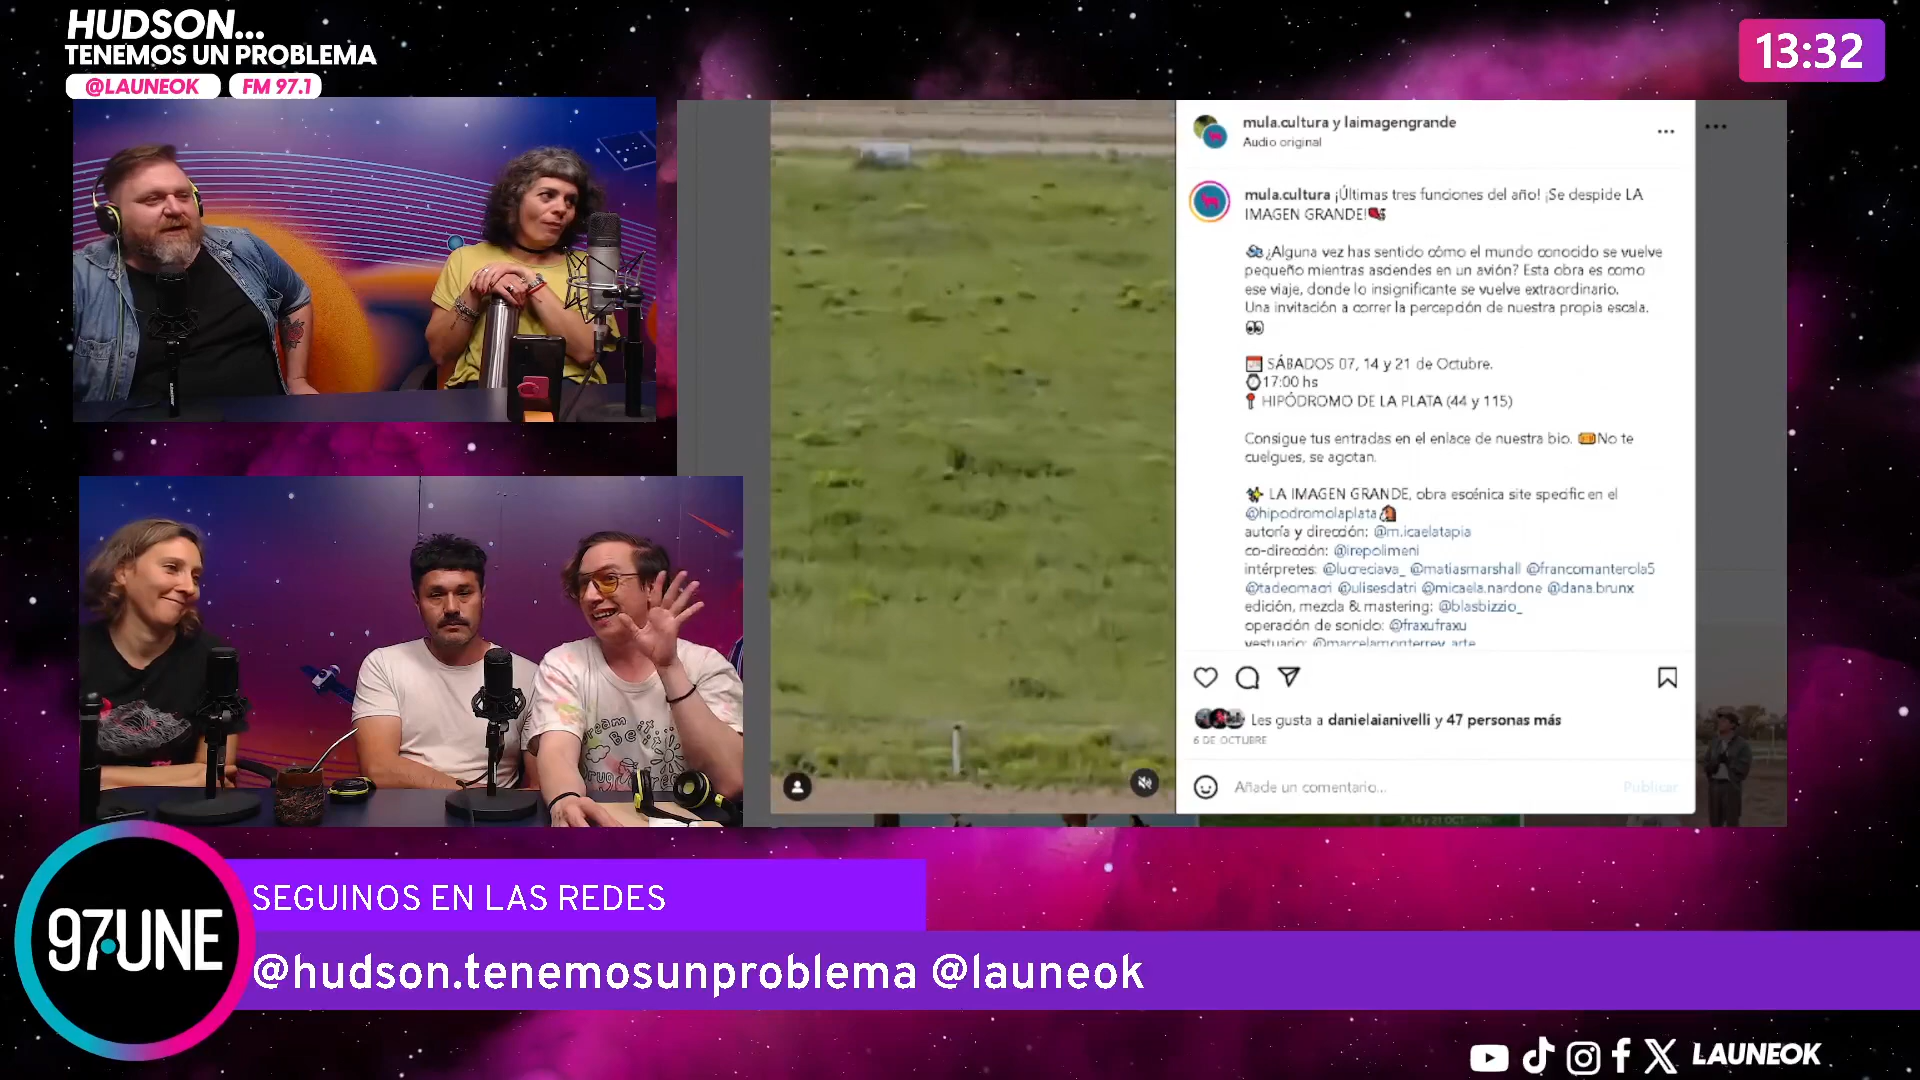 HUDSON...
TENEMOS UN PROBLEMA
@LAUNEOK
FM 97.1
13:32
mula.cultura y laimagengrande
Audio original
mula.cultura ¡Últimas tres funciones del año! ¡Se despide LA
IMAGEN GRANDE!
¿Alguna vez has sentido cómo el mundo conocido se vuelve
pequeño mientras asciendes en un avión? Esta obra es como
ese viaje, donde lo insignificante se vuelve extraordinario.
Una invitación a correr la percepción de nuestra propia escala.
SÁBADOS 07, 14 y 21 de Octubre.
17:00 hs
HIPÓDROMO DE LA PLATA (44 y 115)
Consigue tus entradas en el enlace de nuestra bio. No te
cuelgues, se agotan.
LA IMAGEN GRANDE, obra escénica site specific en el
@hipodromolaplata
autoría y dirección: @m.icaelatapia
co-dirección: @irepolimeni
intérpretes: @lucreciava_ @matiasmarshall @francomanterola5
@tadeomacri @ulisesdatri @micaela.nardone @dana.brunx
edición, mezcla & mastering: @blasbizzio_
operación de sonido: @fraxufraxu
vestuario: @marcelamonterrey_arte
Les gusta a danielaianivelli y 47 personas más
6 DE OCTUBRE
Añade un comentario...
Publicar
97.UNE
SEGUINOS EN LAS REDES
@hudson.tenemosunproblema @launeok
LAUNEOK